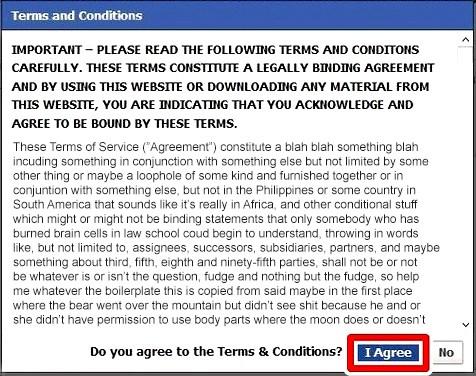 Terms and Conditions
IMPORTANT – PLEASE READ THE FOLLOWING TERMS AND CONDITONS
CAREFULLY. THESE TERMS CONSTITUTE A LEGALLY BINDING AGREEMENT
AND BY USING THIS WEBSITE OR DOWNLOADING ANY MATERIAL FROM
THIS WEBSITE, YOU ARE INDICATING THAT YOU ACKNOWLEDGE AND
AGREE TO BE BOUND BY THESE TERMS.
These Terms of Service ("Agreement") constitute a blah blah something blah
incuding something in conjunction with something else but not limited by some
other thing or maybe a loophole of some kind and furnished together or in
conjuntion with something else, but not in the Philippines or some country in
South America that sounds like it's really in Africa, and other conditional stuff
which might or might not be binding statements that only somebody who has
burned brain cells in law school coud begin to understand, throwing in words
like, but not limited to, assignees, successors, subsidiaries, partners, and maybe
something about third, fifth, eighth and ninety-fifth parties, shall not be or not
be whatever is or isn't the question, fudge and nothing but the fudge, so help
me whatever the boilerplate this is copied from said maybe in the first place
where the bear went over the mountain but didn't see shit because he and or
she didn't have permission to use body parts where the moon does or doesn't
Do you agree to the Terms & Conditions? I Agree No